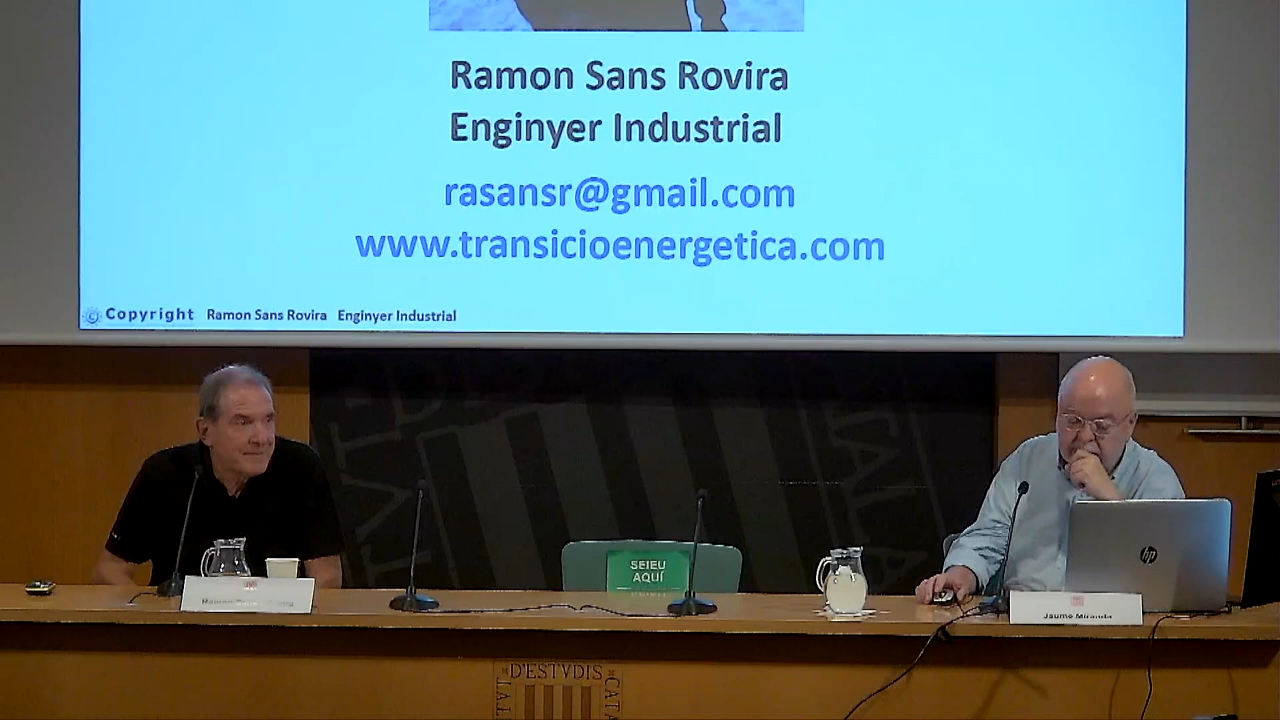 Ramon Sans Rovira
Enginyer Industrial
rasansr@gmail.com
www.transicioenergetica.com
© Copyright Ramon Sans Rovira Enginyer Industrial
SEIEU
AQUÍ
hp
Jaume Miranda
D'ESTVDIS